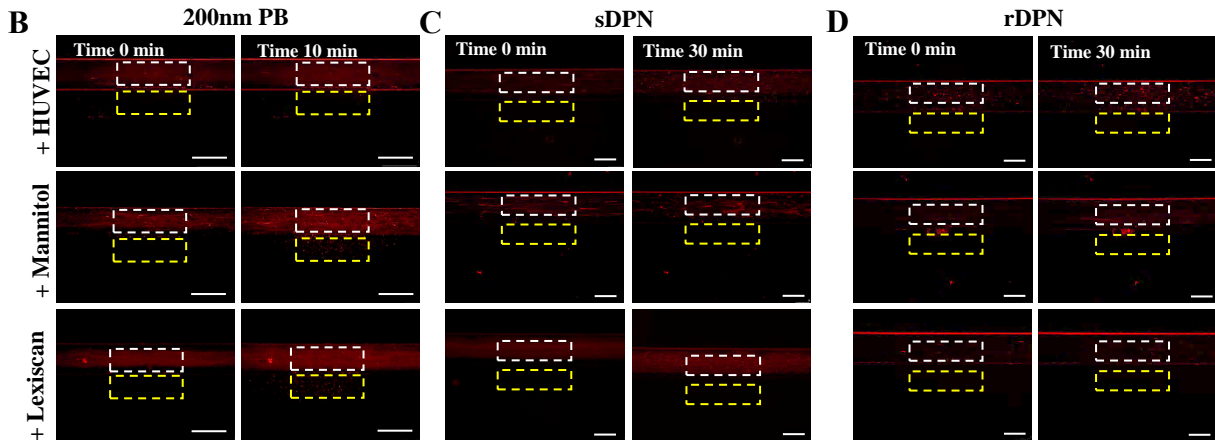 B 200nm PB C sDPN D rDPN
Time 0 min Time 10 min Time 0 min Time 30 min Time 0 min Time 30 min
+ HUVEC
+ Mannitol
+ Lexiscan